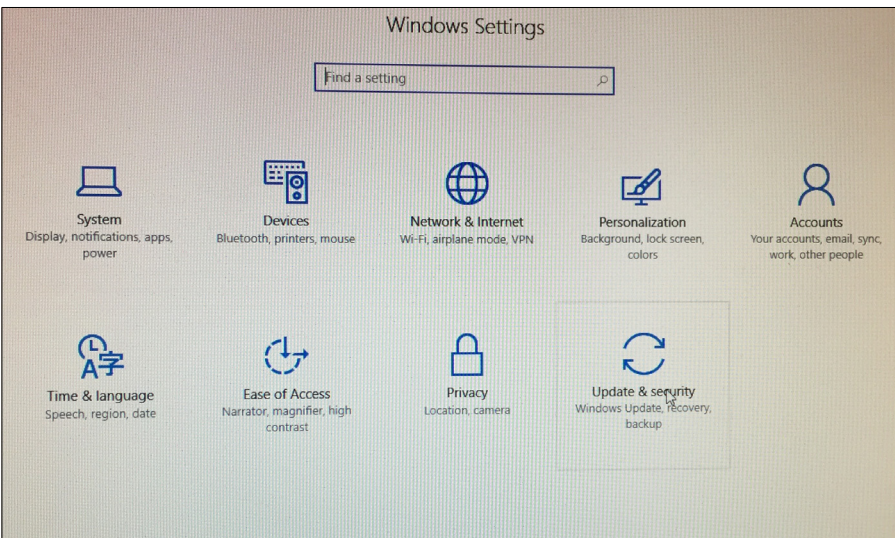 Windows Settings
Find a setting
System
Display, notifications, apps,
power
Devices
Bluetooth, printers, mouse
Network & Internet
Wi-Fi, airplane mode, VPN
Personalization
Background, lock screen,
colors
Accounts
Your accounts, email, sync,
work, other people
A字
Time & language
Speech, region, date
Ease of Access
Narrator, magnifier, high
contrast
Privacy
Location, camera
Update & security
Windows Update, recovery,
backup